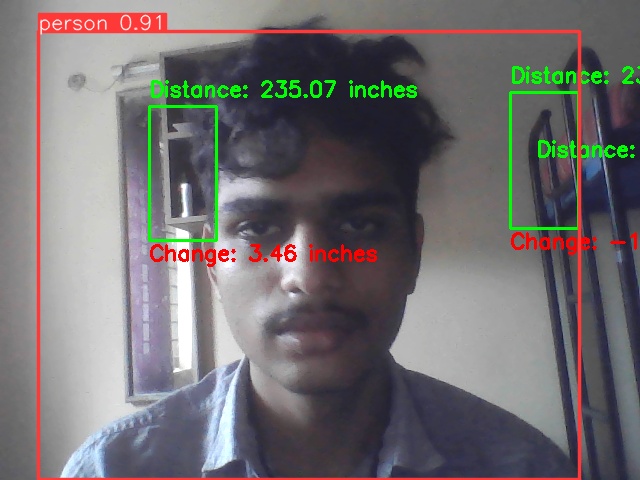 person 0.91
Distance: 235.07 inches
Distance: 23
Distance:
Change: 3.46 inches
Change: -1